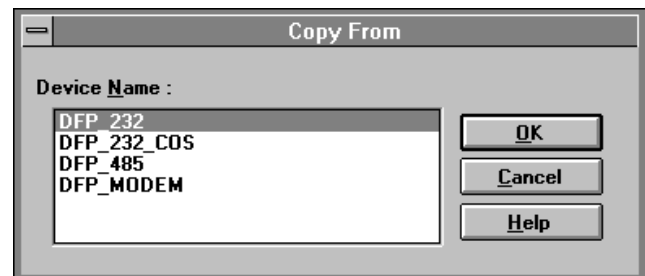 Copy From
Device Name :
DFP_232
DFP_232_COS
DFP_485
DFP_MODEM
OK
Cancel
Help